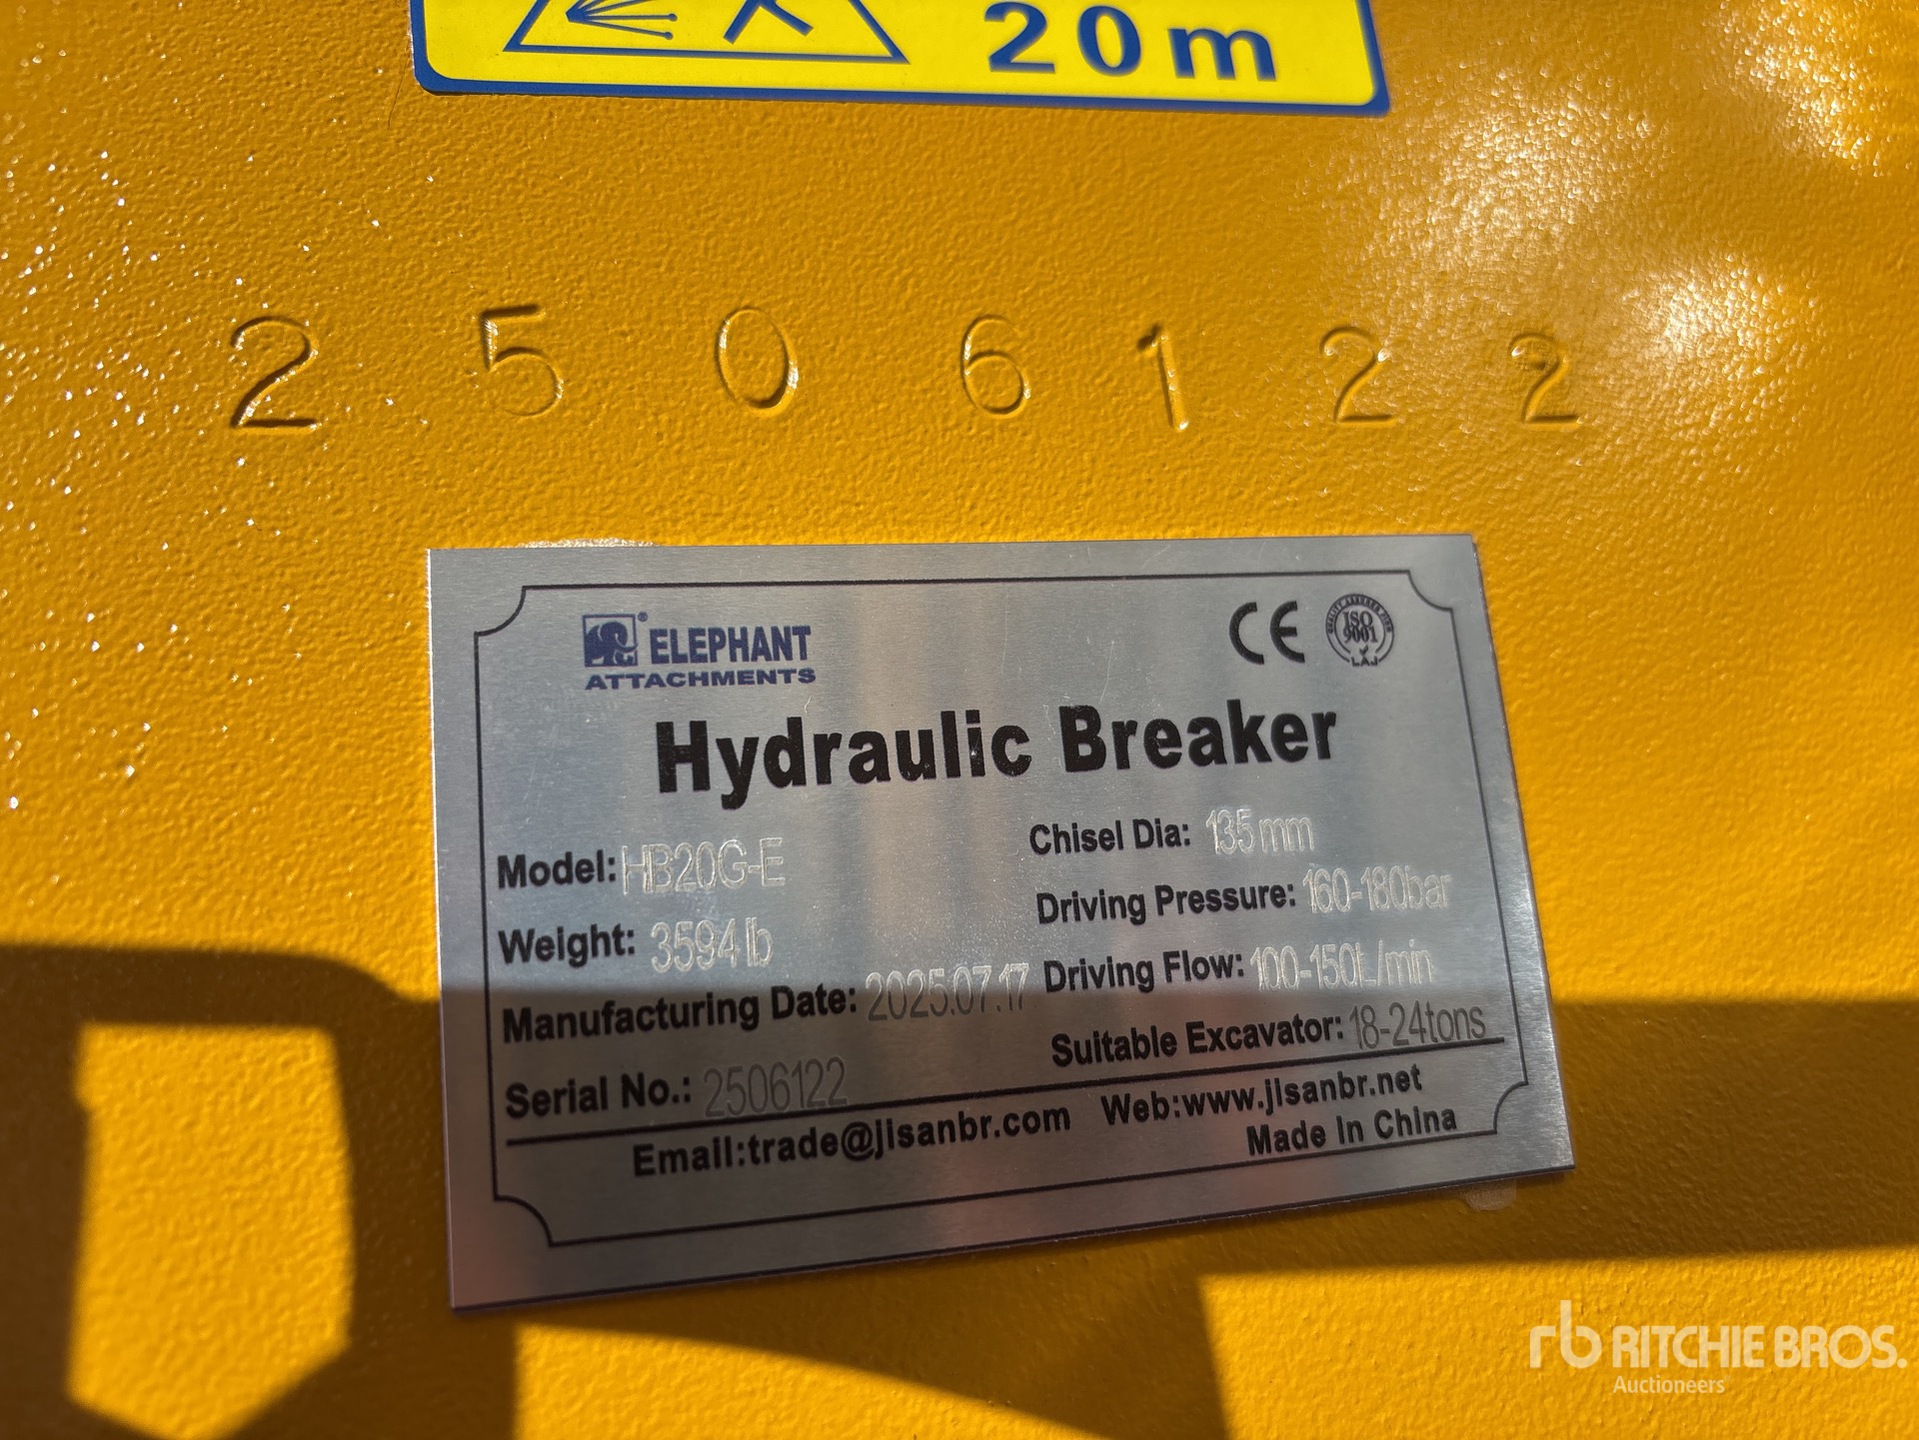 20m
2506122
ELEPHANT
ATTACHMENTS
CE
ISO
9001
Hydraulic Breaker
Model: HB20G-E
Chisel Dia: 135mm
Weight: 3594lb
Driving Pressure: 160-180bar
Manufacturing Date: 2025.07.17
Driving Flow: 100-150L/min
Serial No.: 2506122
Suitable Excavator: 18-24tons
Email:trade@jisanbr.com
Web:www.jisanbr.net
Made In China
rb RITCHIE BROS.
Auctioneers